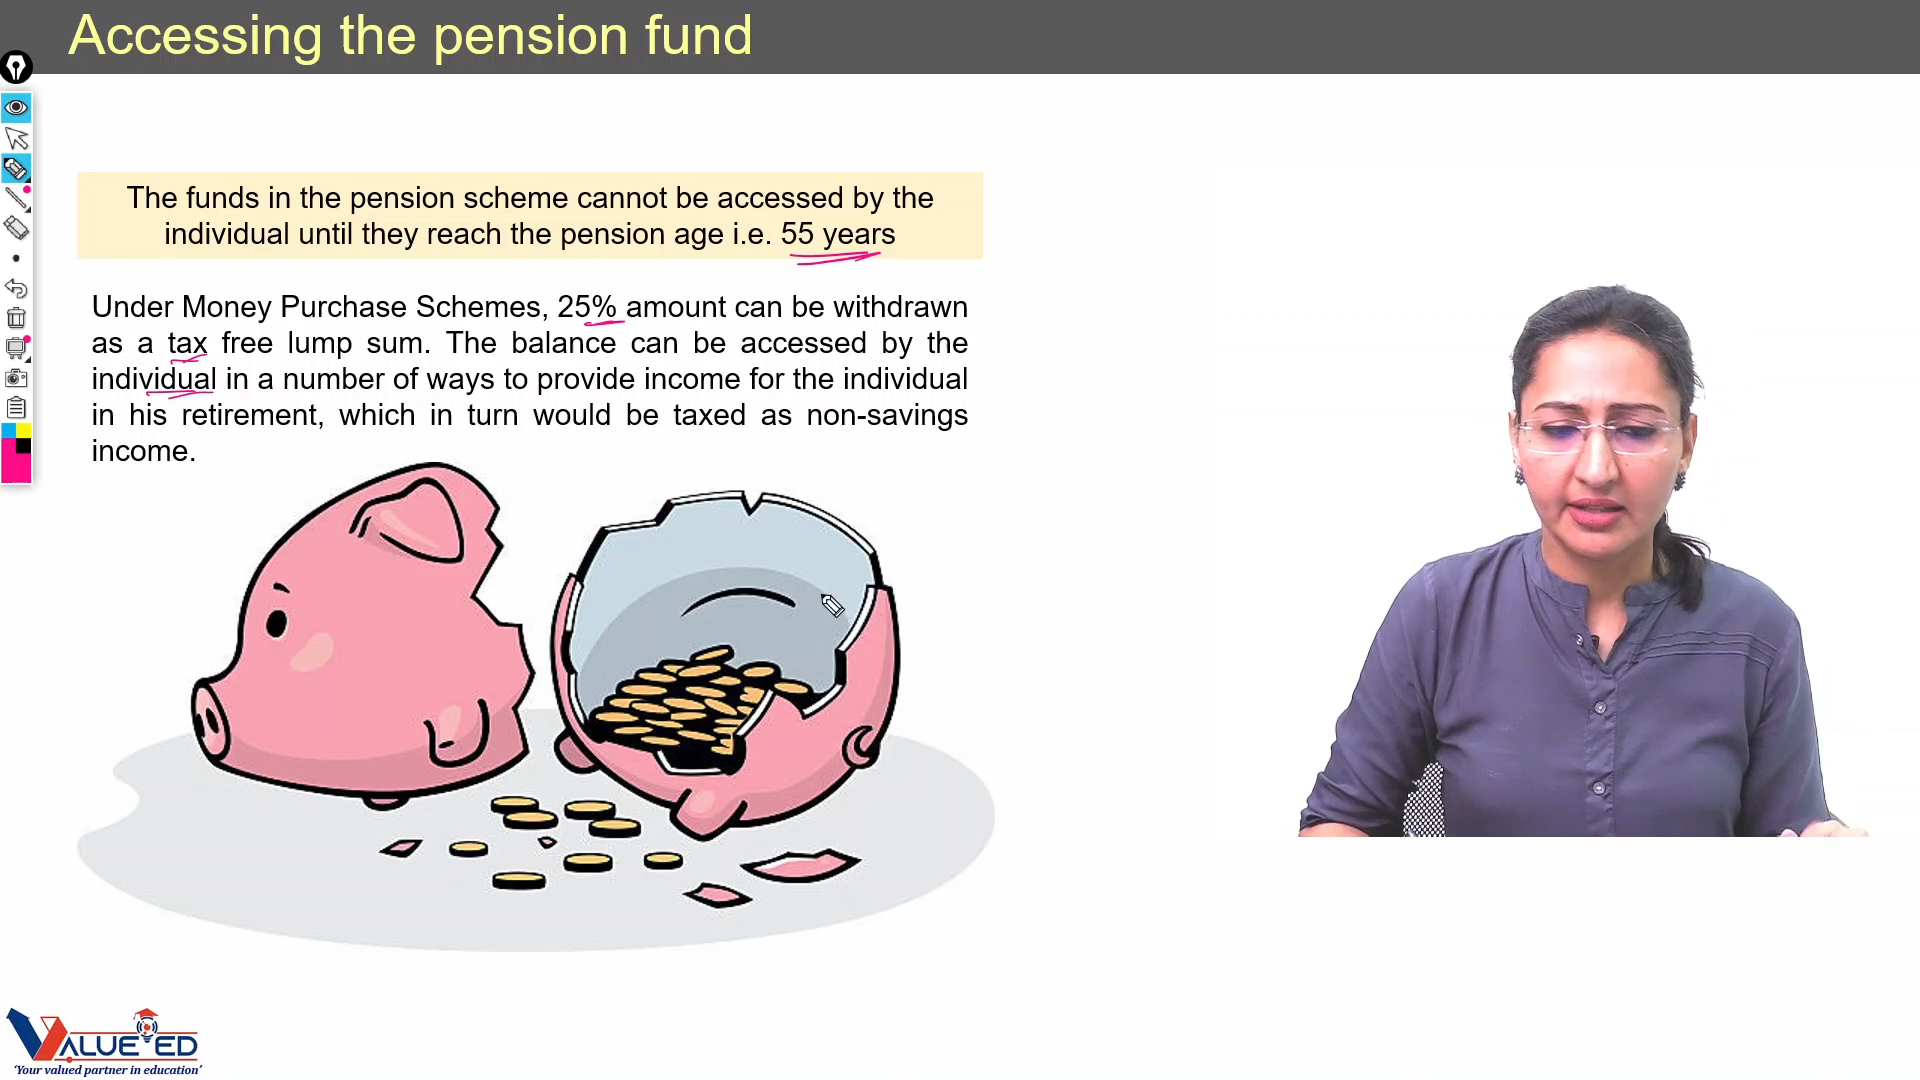 Accessing the pension fund
The funds in the pension scheme cannot be accessed by the
individual until they reach the pension age i.e. 55 years
Under Money Purchase Schemes, 25% amount can be withdrawn
as a tax free lump sum. The balance can be accessed by the
individual in a number of ways to provide income for the individual
in his retirement, which in turn would be taxed as non-savings
income.
VALUE ED
'Your valued partner in education'